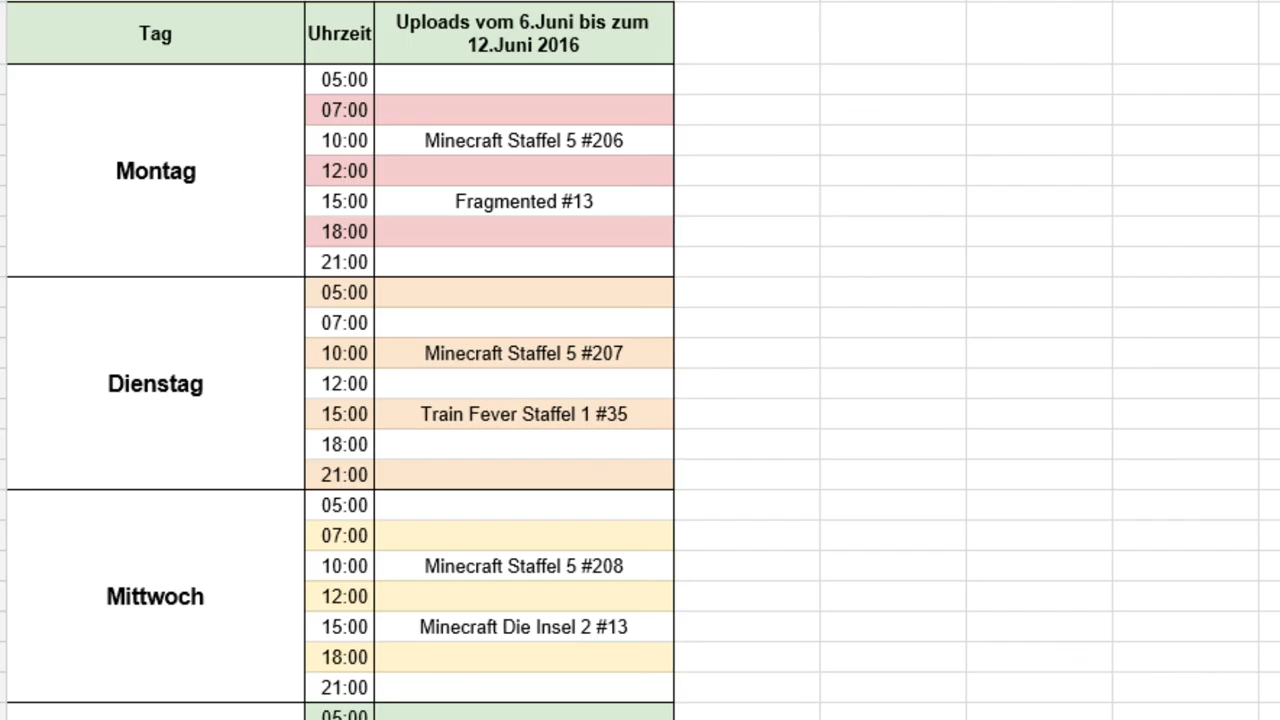 Tag Uhrzeit Uploads vom 6.Juni bis zum
12.Juni 2016
05:00
07:00
10:00 Minecraft Staffel 5 #206
Montag 12:00
15:00 Fragmented #13
18:00
21:00
05:00
07:00
10:00 Minecraft Staffel 5 #207
Dienstag 12:00
15:00 Train Fever Staffel 1 #35
18:00
21:00
05:00
07:00
10:00 Minecraft Staffel 5 #208
Mittwoch 12:00
15:00 Minecraft Die Insel 2 #13
18:00
21:00
05:00